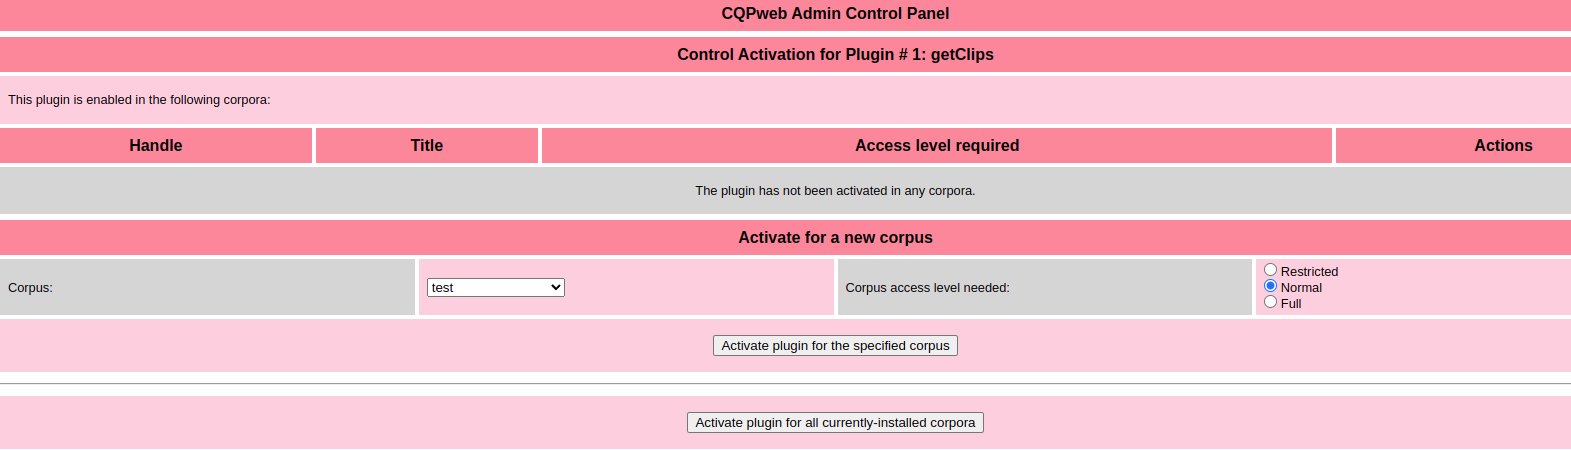 CQPweb Admin Control Panel
Control Activation for Plugin # 1: getClips
This plugin is enabled in the following corpora:
Handle Title Access level required Actions
The plugin has not been activated in any corpora.
Activate for a new corpus
Corpus: test Corpus access level needed: Restricted
Normal
Full
Activate plugin for the specified corpus
Activate plugin for all currently-installed corpora